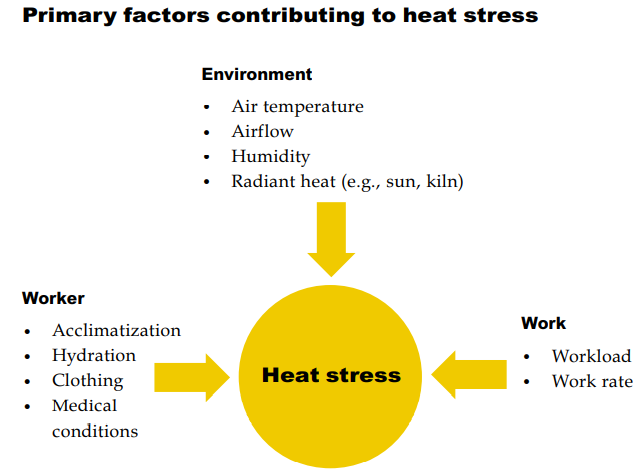 Primary factors contributing to heat stress
Environment
• Air temperature
• Airflow
• Humidity
• Radiant heat (e.g., sun, kiln)
Worker
• Acclimatization
• Hydration
• Clothing
• Medical
conditions
Heat stress
Work
• Workload
• Work rate